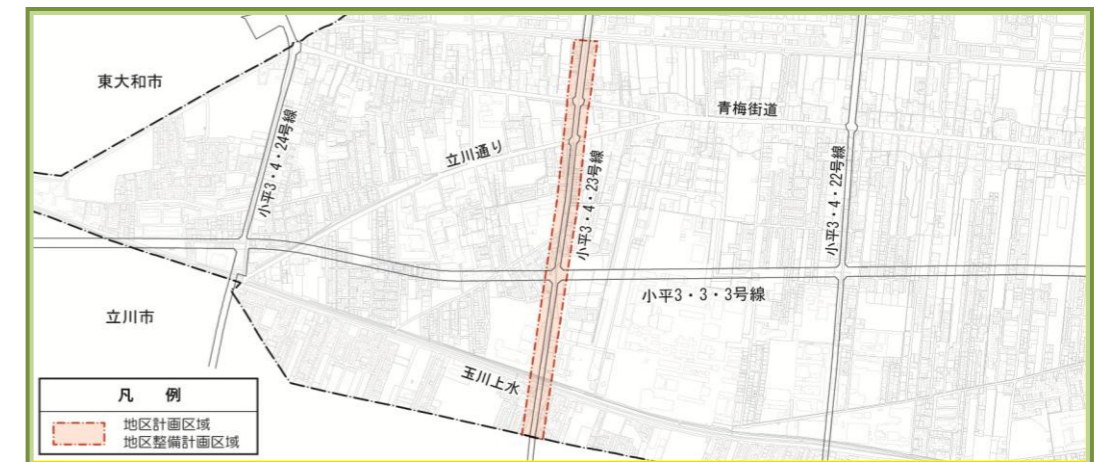 東大和市
青梅街道
小平3・4・24号線
立川通り
小平3・4・23号線
小平3・4・22号線
小平3・3・3号線
立川市
玉川上水
凡 例
地区計画区域
地区整備計画区域